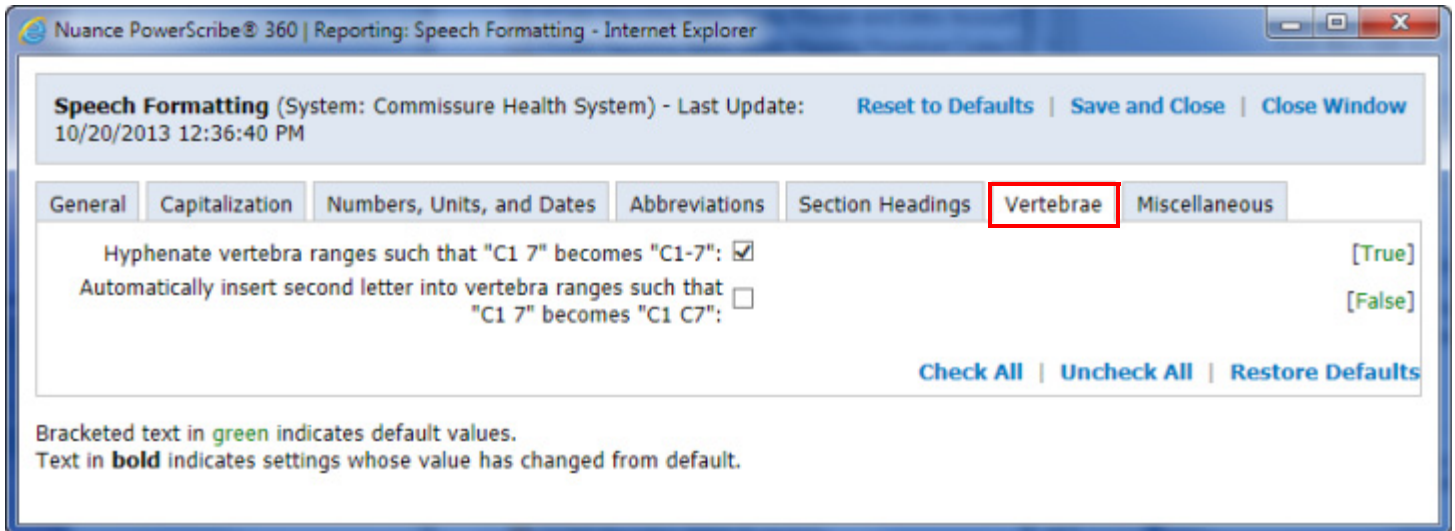 Nuance PowerScribe® 360 | Reporting: Speech Formatting - Internet Explorer
Speech Formatting (System: Commissure Health System) - Last Update: Reset to Defaults | Save and Close | Close Window
10/20/2013 12:36:40 PM
General Capitalization Numbers, Units, and Dates Abbreviations Section Headings Vertebrae Miscellaneous
Hyphenate vertebra ranges such that "C1 7" becomes "C1-7": [True]
Automatically insert second letter into vertebra ranges such that
"C1 7" becomes "C1 C7": [False]
Check All | Uncheck All | Restore Defaults
Bracketed text in green indicates default values.
Text in bold indicates settings whose value has changed from default.